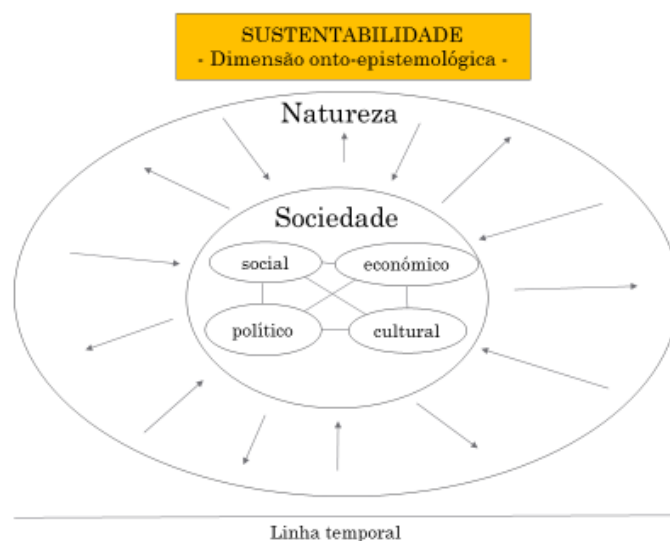 SUSTENTABILIDADE
- Dimensão onto-epistemológica -
Natureza
Sociedade
social
económico
político
cultural
Linha temporal